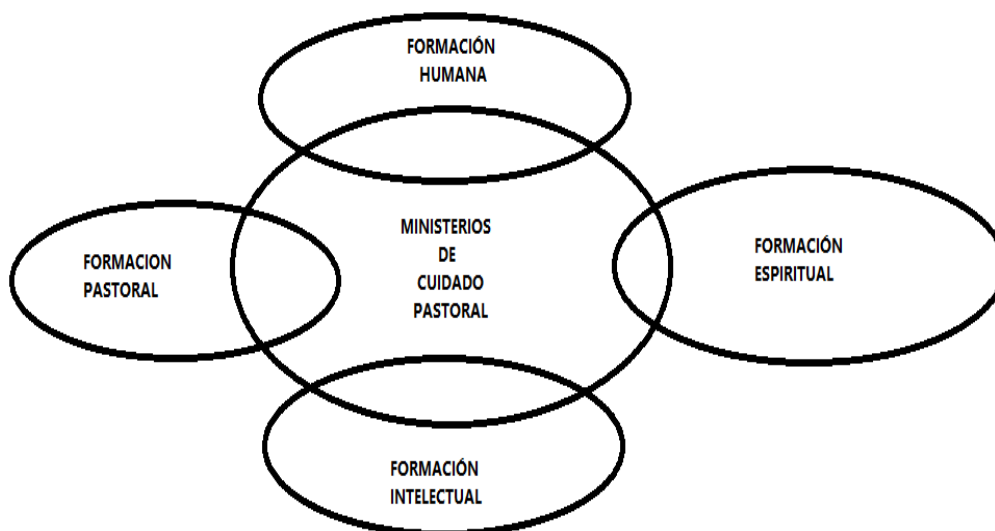 FORMACIÓN
HUMANA
MINISTERIOS
DE
CUIDADO
PASTORAL
FORMACION
PASTORAL
FORMACIÓN
ESPIRITUAL
FORMACIÓN
INTELECTUAL